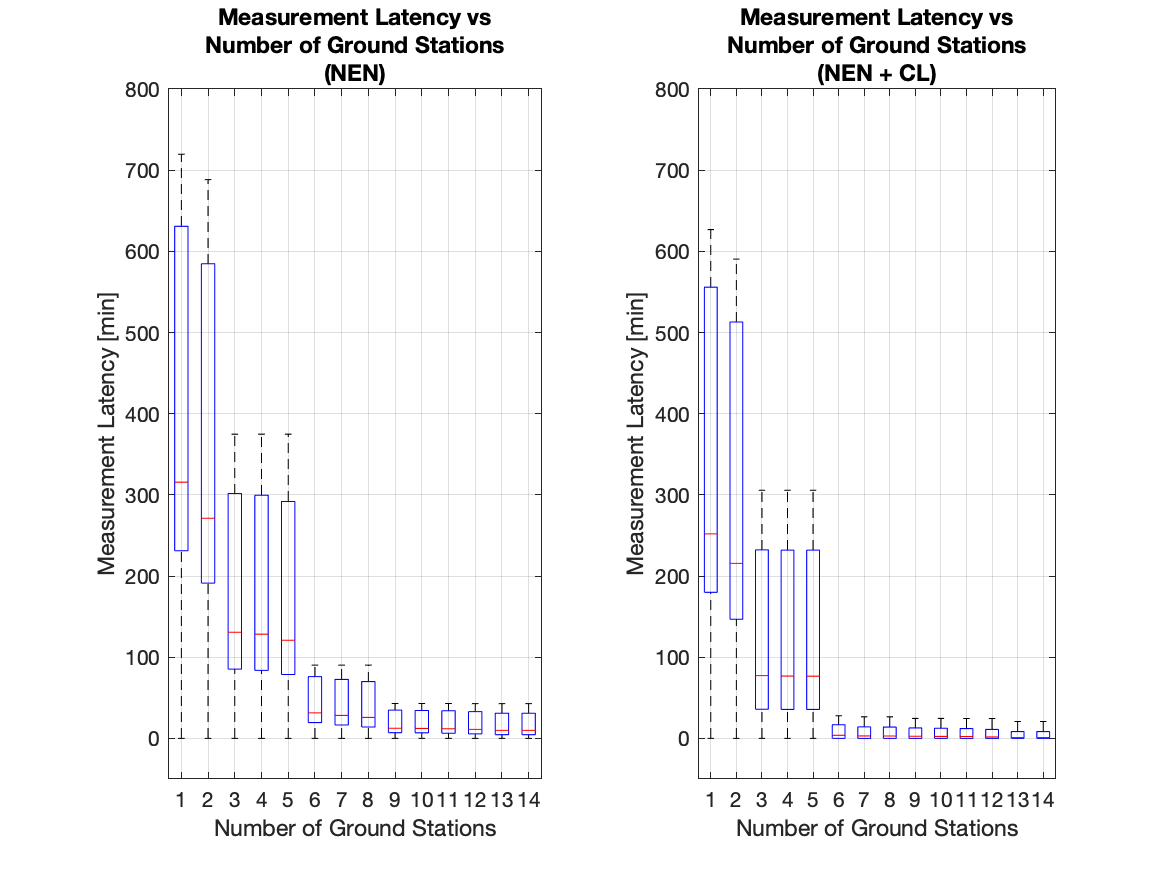 Measurement Latency vs
Number of Ground Stations
(NEN)
800
700
600
500
400
300
200
100
0
Measurement Latency [min]
1 2 3 4 5 6 7 8 9 10 11 12 13 14
Number of Ground Stations
Measurement Latency vs
Number of Ground Stations
(NEN + CL)
800
700
600
500
400
300
200
100
0
Measurement Latency [min]
1 2 3 4 5 6 7 8 9 10 11 12 13 14
Number of Ground Stations